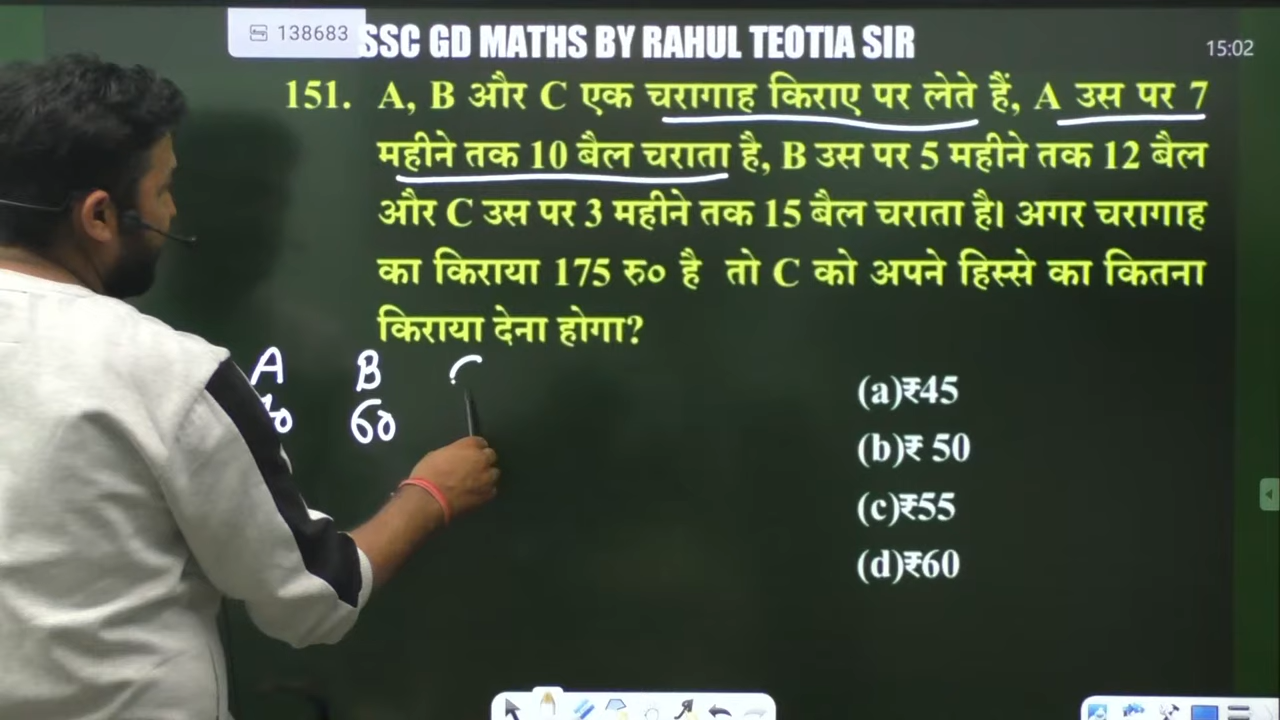 138683
SSC GD MATHS BY RAHUL TEOTIA SIR
15:02
151. A, B और C एक चरागाह किराए पर लेते हैं, A उस पर 7
महीने तक 10 बैल चराता है, B उस पर 5 महीने तक 12 बैल
और C उस पर 3 महीने तक 15 बैल चराता है। अगर चरागाह
का किराया 175 रु० है तो C को अपने हिस्से का कितना
किराया देना होगा?
A B
60
(a)₹45
(b)₹ 50
(c)₹55
(d)₹60